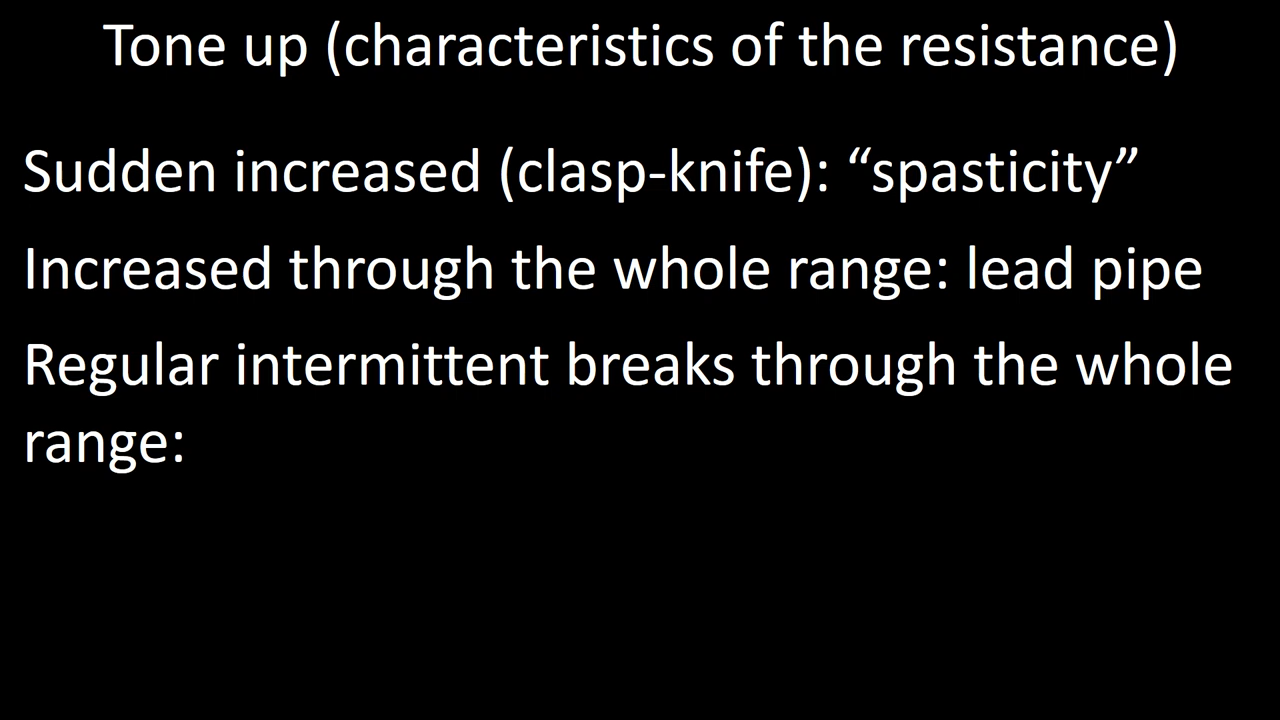 Tone up (characteristics of the resistance)
Sudden increased (clasp-knife): “spasticity”
Increased through the whole range: lead pipe
Regular intermittent breaks through the whole
range: